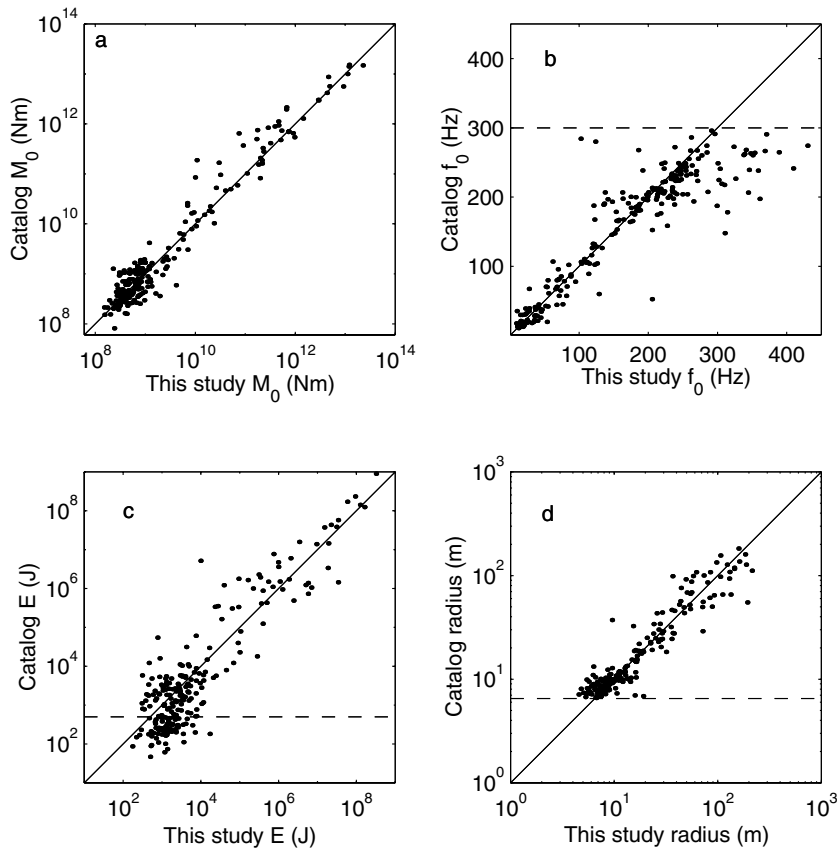 a
10^14
10^12
10^10
10^8
Catalog M_0 (Nm)
10^8 10^10 10^12 10^14
This study M_0 (Nm)
b
400
300
200
100
Catalog f_0 (Hz)
100 200 300 400
This study f_0 (Hz)
c
10^8
10^6
10^4
10^2
Catalog E (J)
10^2 10^4 10^6 10^8
This study E (J)
d
10^3
10^2
10^1
10^0
Catalog radius (m)
10^0 10^1 10^2 10^3
This study radius (m)